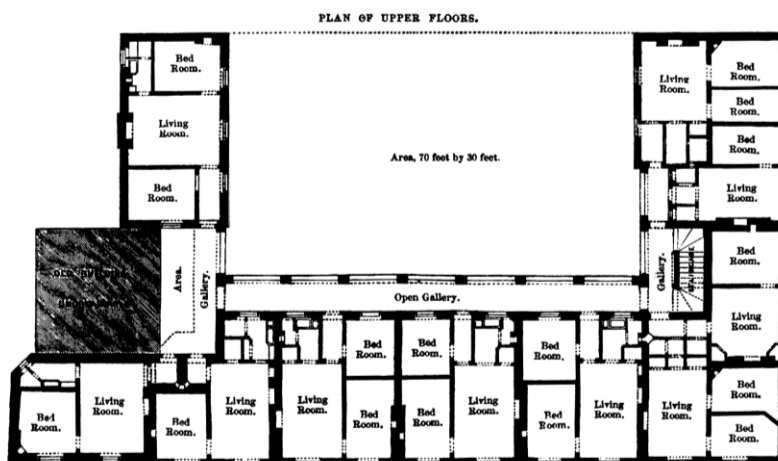 PLAN OF UPPER FLOORS.
Bed
Room.
Living
Room.
Bed
Room.
Area, 70 feet by 30 feet.
Living
Room.
Bed
Room.
Bed
Room.
Bed
Room.
Living
Room.
Bed
Room.
Living
Room.
Bed
Room.
Bed
Room.
Area.
Gallery.
Open Gallery.
Gallery.
Bed
Room.
Living
Room.
Bed
Room.
Living
Room.
Living
Room.
Bed
Room.
Bed
Room.
Bed
Room.
Bed
Room.
Living
Room.
Bed
Room.
Bed
Room.
Living
Room.
Living
Room.